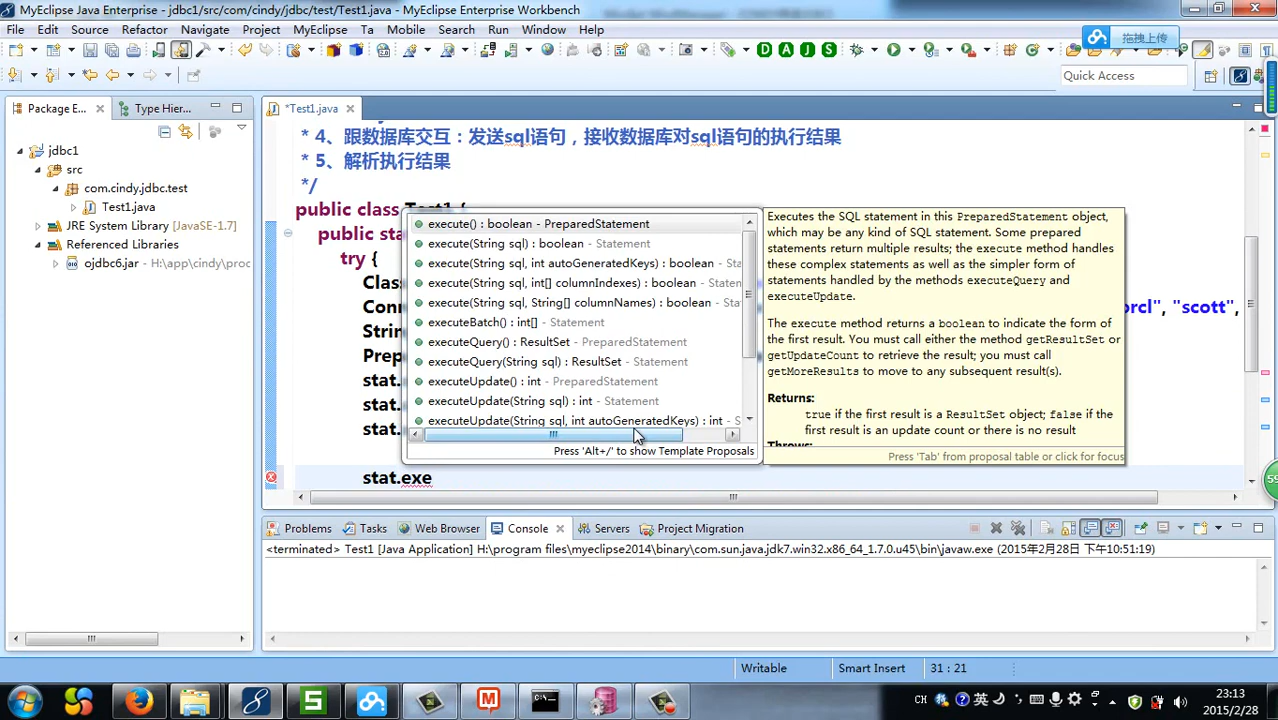 MyEclipse Java Enterprise - jdbc1/src/com/cindy/jdbc/test/Test1.java - MyEclipse Enterprise Workbench
File Edit Source Refactor Navigate Project MyEclipse Ta Mobile Search Run Window Help
拖拽上传
Quick Access
Package E...
Type Hier...
*Test1.java
jdbc1
src
com.cindy.jdbc.test
Test1.java
JRE System Library [JavaSE-1.7]
Referenced Libraries
ojdbc6.jar - H:\app\cindy\proc
* 4、跟数据库交互：发送sql语句，接收数据库对sql语句的执行结果
* 5、解析执行结果
*/
public class Test1 {
public sta
try {
Clas
Conn
orcl", "scott",
Strin
Prep
stat.
stat.
stat.
stat.exe
execute() : boolean - PreparedStatement
execute(String sql) : boolean - Statement
execute(String sql, int autoGeneratedKeys) : boolean - Sta
execute(String sql, int[] columnIndexes) : boolean - Statem
execute(String sql, String[] columnNames) : boolean - Sta
executeBatch() : int[] - Statement
executeQuery() : ResultSet - PreparedStatement
executeQuery(String sql) : ResultSet - Statement
executeUpdate() : int - PreparedStatement
executeUpdate(String sql) : int - Statement
executeUpdate(String sql, int autoGeneratedKeys) : int - S
Press 'Alt+/' to show Template Proposals
Executes the SQL statement in this PreparedStatement object,
which may be any kind of SQL statement. Some prepared
statements return multiple results; the execute method handles
these complex statements as well as the simpler form of
statements handled by the methods executeQuery and
executeUpdate.
The execute method returns a boolean to indicate the form of
the first result. You must call either the method getResultSet or
getUpdateCount to retrieve the result; you must call
getMoreResults to move to any subsequent result(s).
Returns:
true if the first result is a ResultSet object; false if the
first result is an update count or there is no result
Throws:
Press 'Tab' from proposal table or click for focus
59
Problems Tasks Web Browser Console Servers Project Migration
<terminated> Test1 [Java Application] H:\program files\myeclipse2014\binary\com.sun.java.jdk7.win32.x86_64_1.7.0.u45\bin\javaw.exe (2015年2月28日 下午10:51:19)
Writable
Smart Insert
31 : 21
CH
英
23:13
2015/2/28